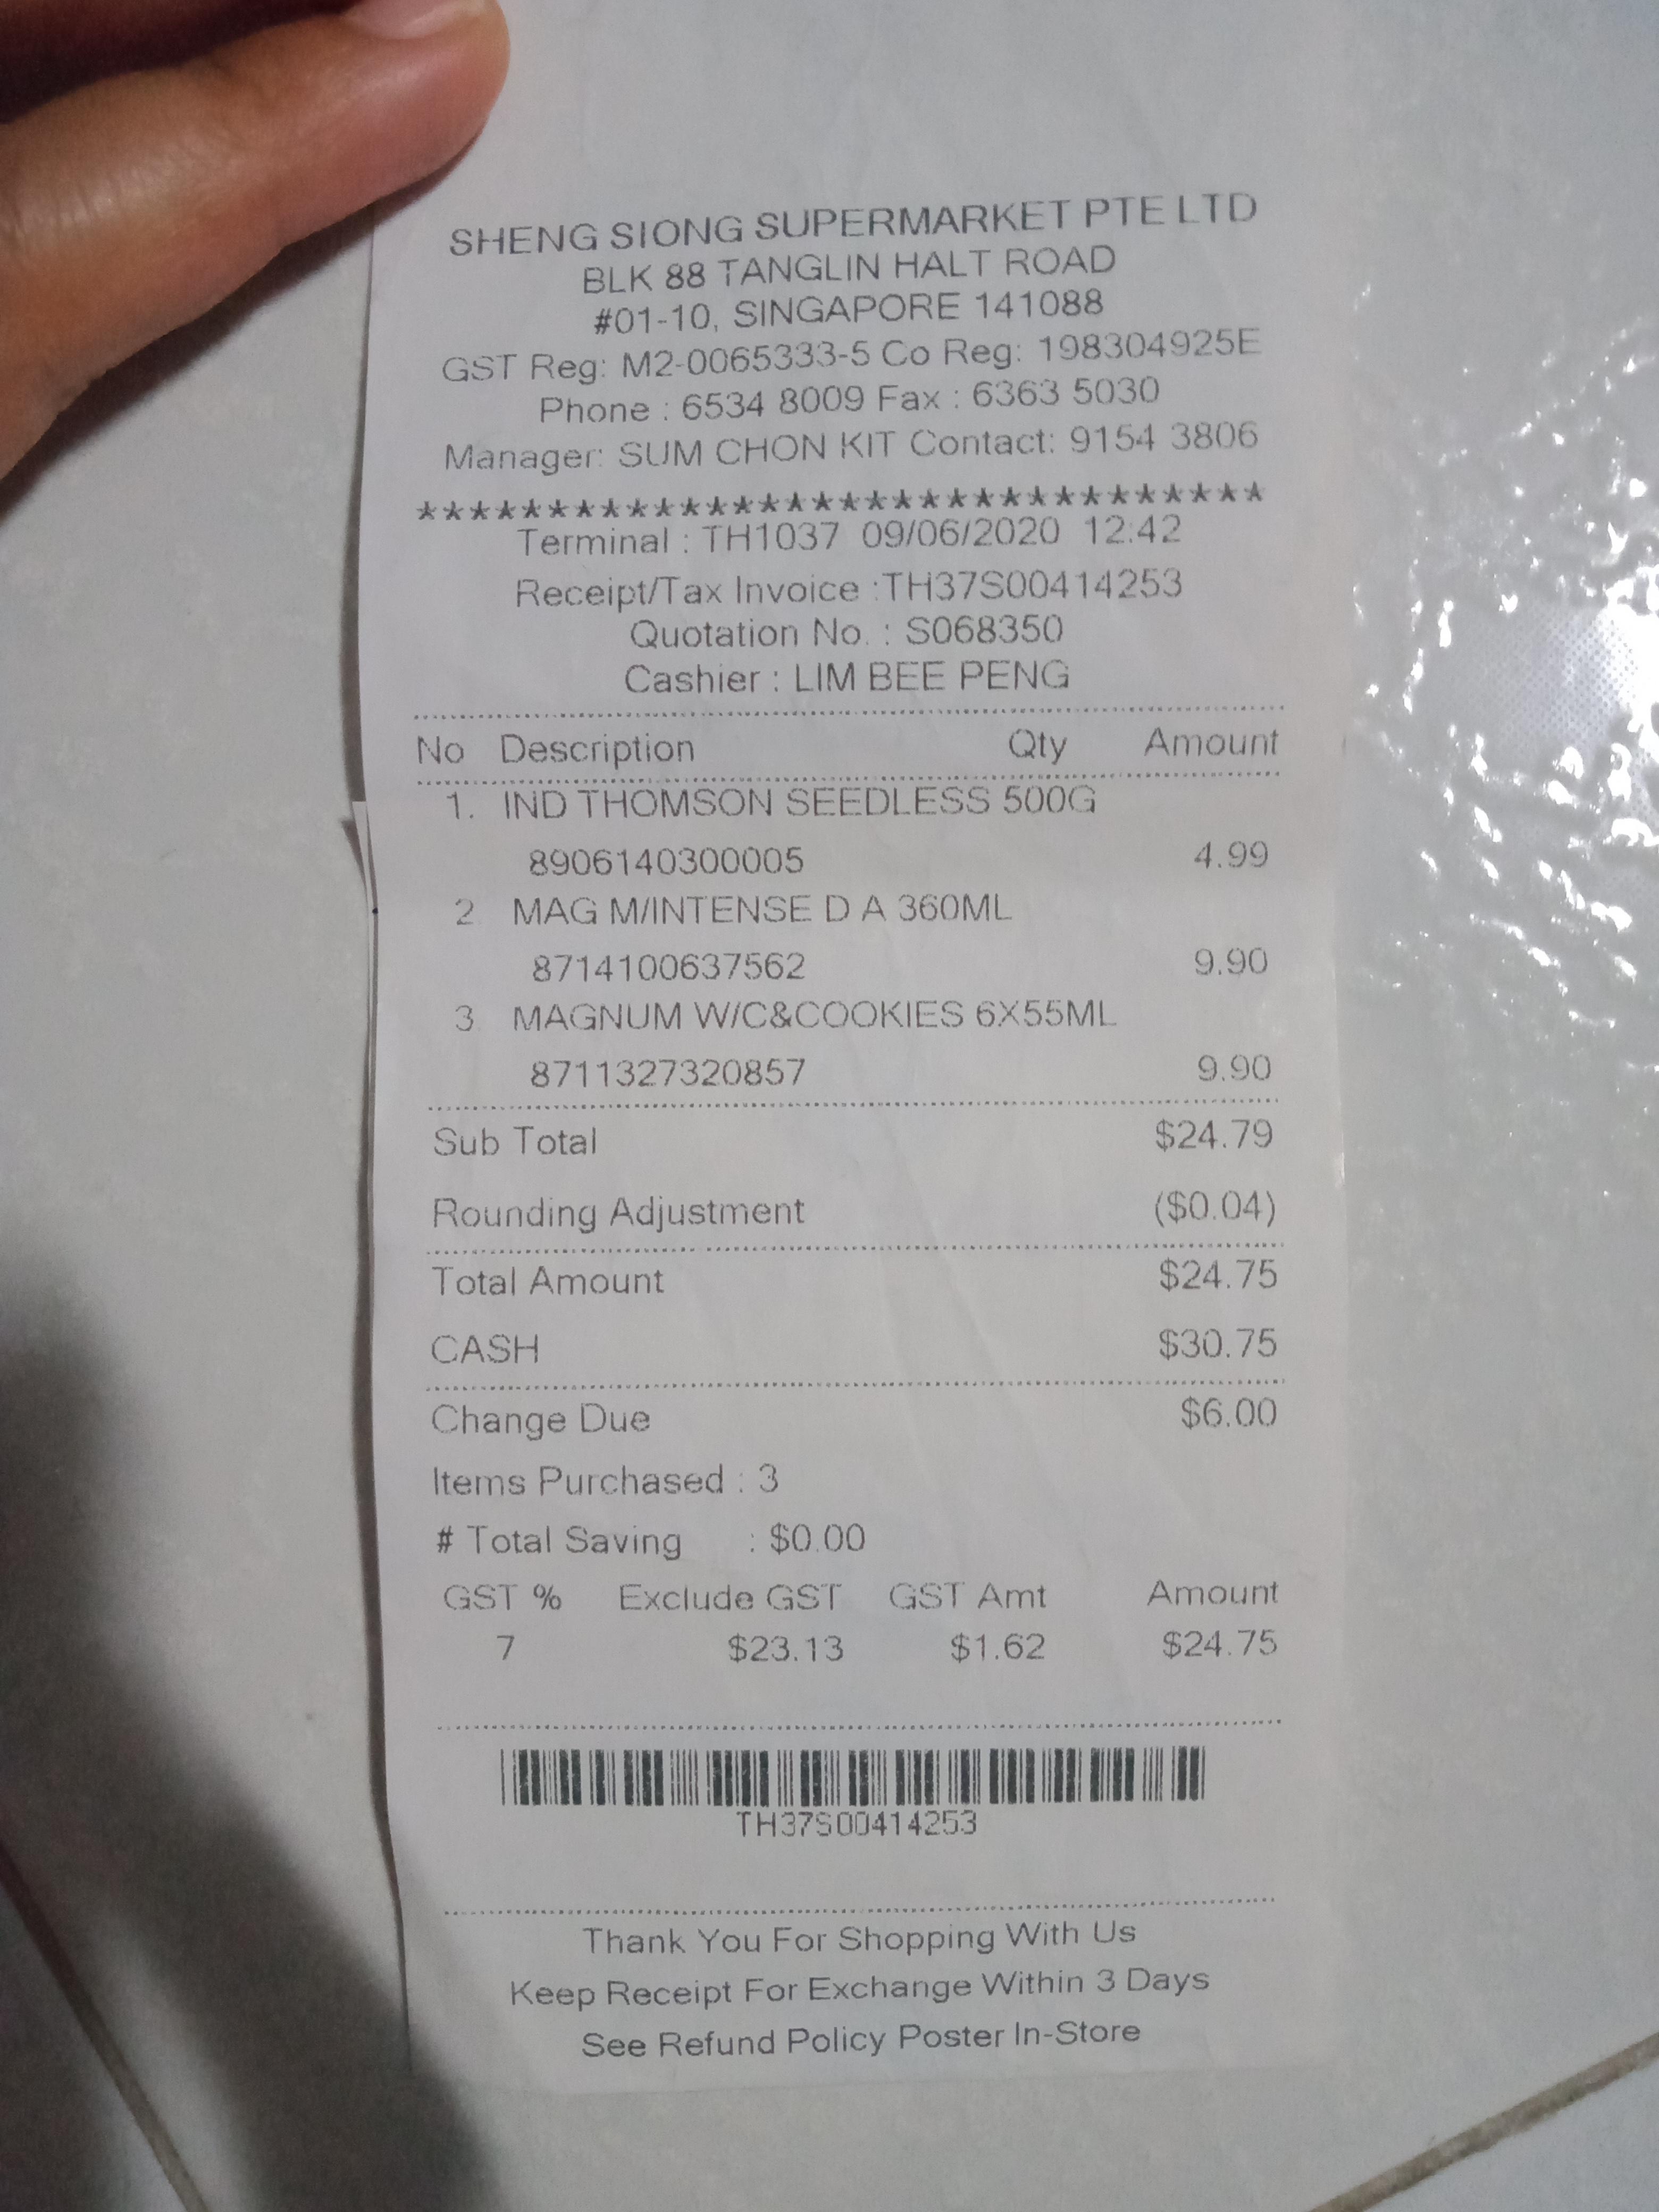 SHENG SIONG SUPERMARKET PTE LTD
BLK 88 TANGLIN HALT ROAD
#01-10, SINGAPORE 141088
GST Reg: M2-0065333-5 Co Reg: 198304925E
Phone : 6534 8009 Fax : 6363 5030
Manager: SUM CHON KIT Contact: 9154 3806
********************************
Terminal : TH1037 09/06/2020 12:42
Receipt/Tax Invoice :TH37S00414253
Quotation No. : S068350
Cashier : LIM BEE PENG
No Description Qty Amount
1. IND THOMSON SEEDLESS 500G
8906140300005 4.99
2 MAG M/INTENSE D A 360ML
8714100637562 9.90
3 MAGNUM W/C&COOKIES 6X55ML
8711327320857 9.90
Sub Total $24.79
Rounding Adjustment ($0.04)
Total Amount $24.75
CASH $30.75
Change Due $6.00
Items Purchased : 3
# Total Saving : $0.00
GST % Exclude GST GST Amt Amount
7 $23.13 $1.62 $24.75
TH37S00414253
Thank You For Shopping With Us
Keep Receipt For Exchange Within 3 Days
See Refund Policy Poster In-Store